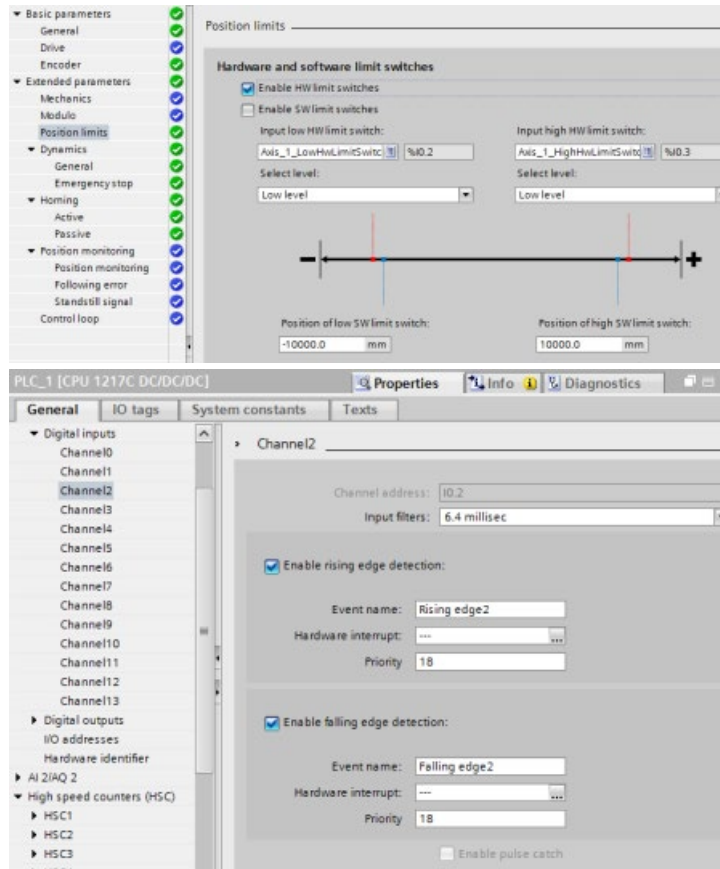 Basic parameters
General
Drive
Encoder
Extended parameters
Mechanics
Modulo
Position limits
Dynamics
General
Emergency stop
Homing
Active
Passive
Position monitoring
Position monitoring
Following error
Standstill signal
Control loop
Position limits
Hardware and software limit switches
Enable HW limit switches
Enable SW limit switches
Input low HW limit switch:
Input high HW limit switch:
Axis_1_LowHwLimitSwitc %I0.2
Axis_1_HighHwLimitSwitc %I0.3
Select level:
Select level:
Low level
Low level
Position of low SW limit switch:
Position of high SW limit switch:
-10000.0 mm
10000.0 mm
PLC_1 [CPU 1217C DC/DC/DC]
Properties Info Diagnostics
General IO tags System constants Texts
Digital inputs
Channel0
Channel1
Channel2
Channel3
Channel4
Channel5
Channel6
Channel7
Channel8
Channel9
Channel10
Channel11
Channel12
Channel13
Digital outputs
I/O addresses
Hardware identifier
AI 2/AQ 2
High speed counters (HSC)
HSC1
HSC2
HSC3
Channel2
Channel address: I0.2
Input filters: 6.4 millisec
Enable rising edge detection:
Event name: Rising edge2
Hardware interrupt: --- ...
Priority 18
Enable falling edge detection:
Event name: Falling edge2
Hardware interrupt: --- ...
Priority 18
Enable pulse catch